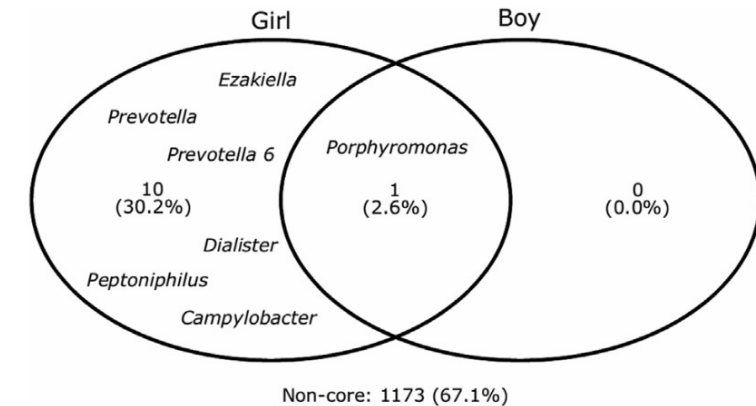 Girl
Boy
Ezakiella
Prevotella
Prevotella 6
Porphyromonas
10
(30.2%)
1
(2.6%)
0
(0.0%)
Dialister
Peptoniphilus
Campylobacter
Non-core: 1173 (67.1%)